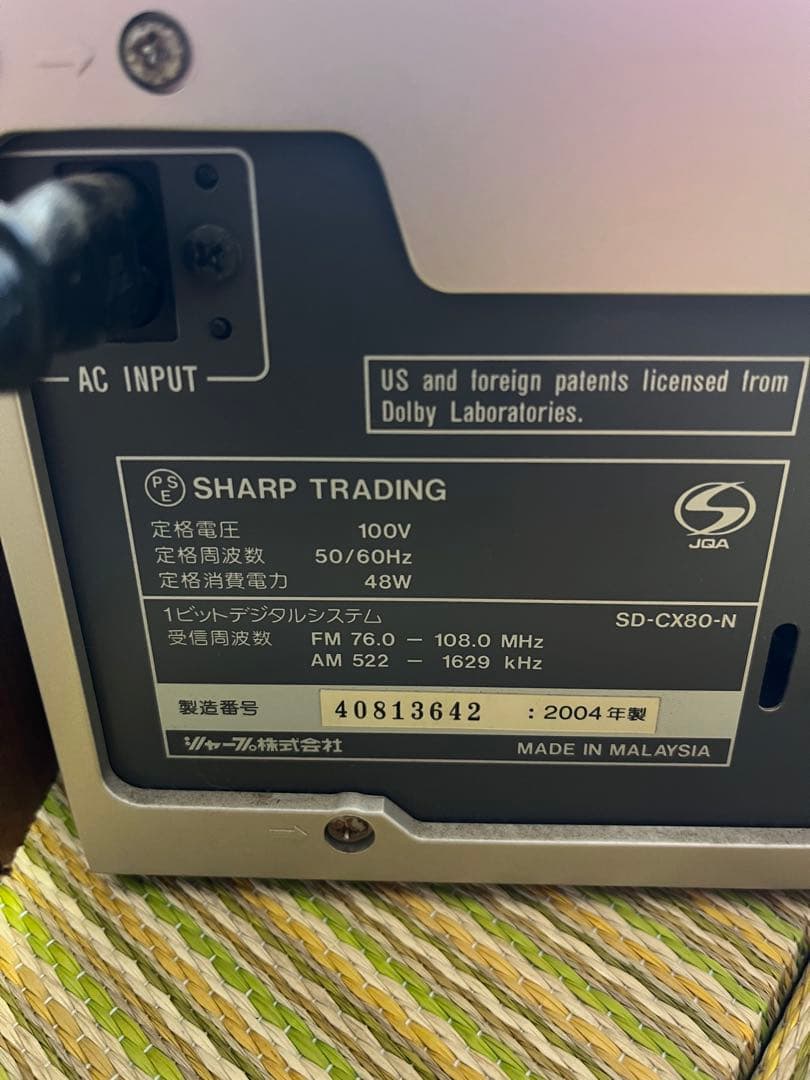 AC INPUT
US and foreign patents licensed from
Dolby Laboratories.
PSE SHARP TRADING
JQA
定格電圧 100V
定格周波数 50/60Hz
定格消費電力 48W
1ビットデジタルシステム SD-CX80-N
受信周波数 FM 76.0 − 108.0 MHz
AM 522 − 1629 kHz
製造番号 40813642 : 2004年製
シャープ株式会社 MADE IN MALAYSIA